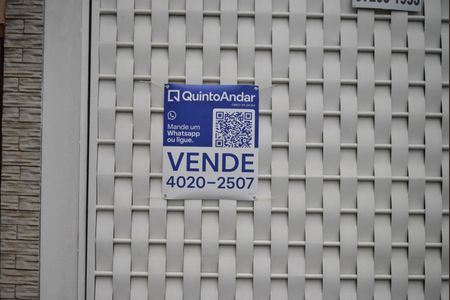 QuintoAndar
Mande um
Whatsapp
ou ligue.
VENDE
4020-2507